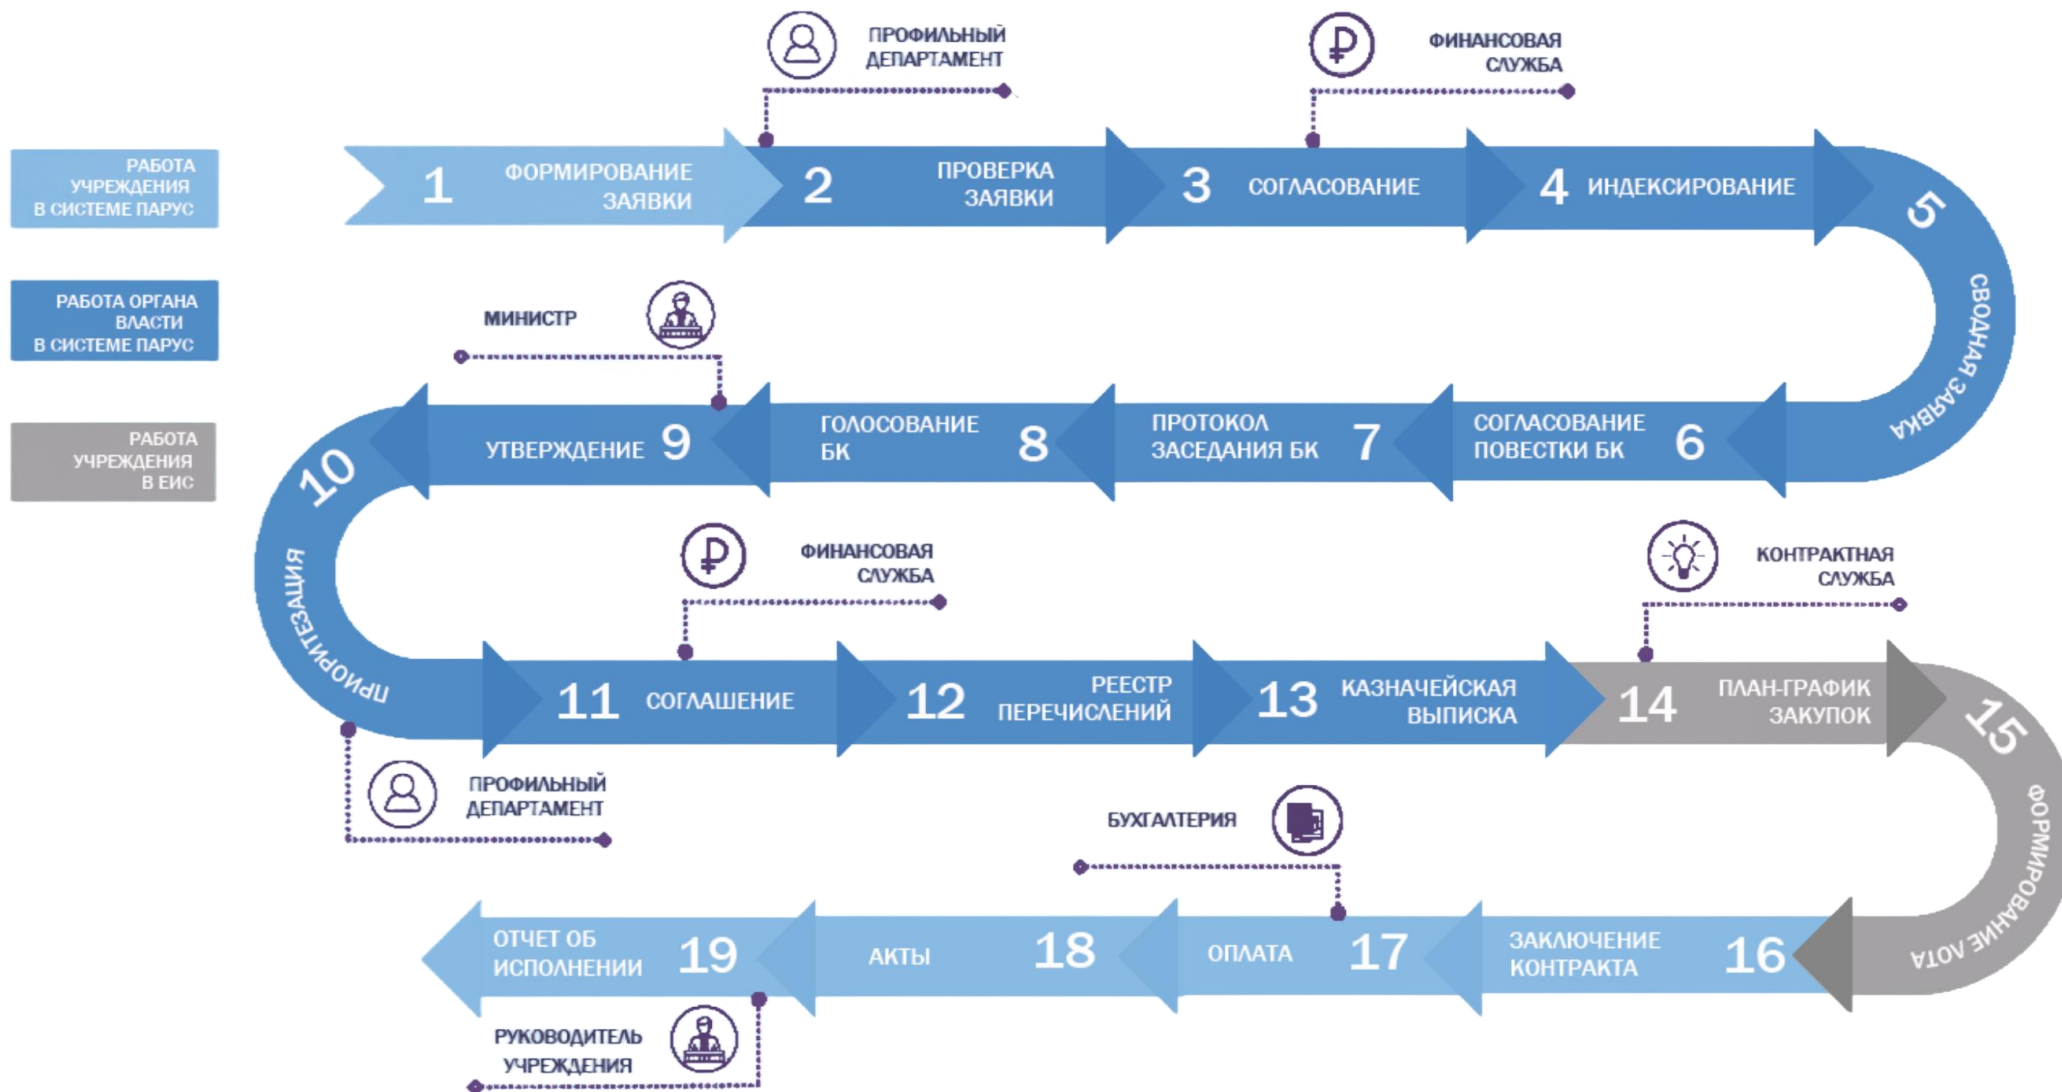 ПРОФИЛЬНЫЙ
ДЕПАРТАМЕНТ
ФИНАНСОВАЯ
СЛУЖБА
РАБОТА
УЧРЕЖДЕНИЯ
В СИСТЕМЕ ПАРУС
1
ФОРМИРОВАНИЕ
ЗАЯВКИ
2
ПРОВЕРКА
ЗАЯВКИ
3
СОГЛАСОВАНИЕ
4
ИНДЕКСИРОВАНИЕ
5
СВОДНАЯ ЗАЯВКА
РАБОТА ОРГАНА
ВЛАСТИ
В СИСТЕМЕ ПАРУС
МИНИСТР
РАБОТА
УЧРЕЖДЕНИЯ
В ЕИС
СОГЛАСОВАНИЕ
ПОВЕСТКИ БК
6
ПРОТОКОЛ
ЗАСЕДАНИЯ БК
7
ГОЛОСОВАНИЕ
БК
8
УТВЕРЖДЕНИЕ
9
10
ПРИОРИТЕЗАЦИЯ
ФИНАНСОВАЯ
СЛУЖБА
КОНТРАКТНАЯ
СЛУЖБА
11
СОГЛАШЕНИЕ
12
РЕЕСТР
ПЕРЕЧИСЛЕНИЙ
13
КАЗНАЧЕЙСКАЯ
ВЫПИСКА
14
ПЛАН-ГРАФИК
ЗАКУПОК
15
ФОРМИРОВАНИЕ ЛОТА
ПРОФИЛЬНЫЙ
ДЕПАРТАМЕНТ
БУХГАЛТЕРИЯ
ЗАКЛЮЧЕНИЕ
КОНТРАКТА
16
ОПЛАТА
17
АКТЫ
18
ОТЧЕТ ОБ
ИСПОЛНЕНИИ
19
РУКОВОДИТЕЛЬ
УЧРЕЖДЕНИЯ